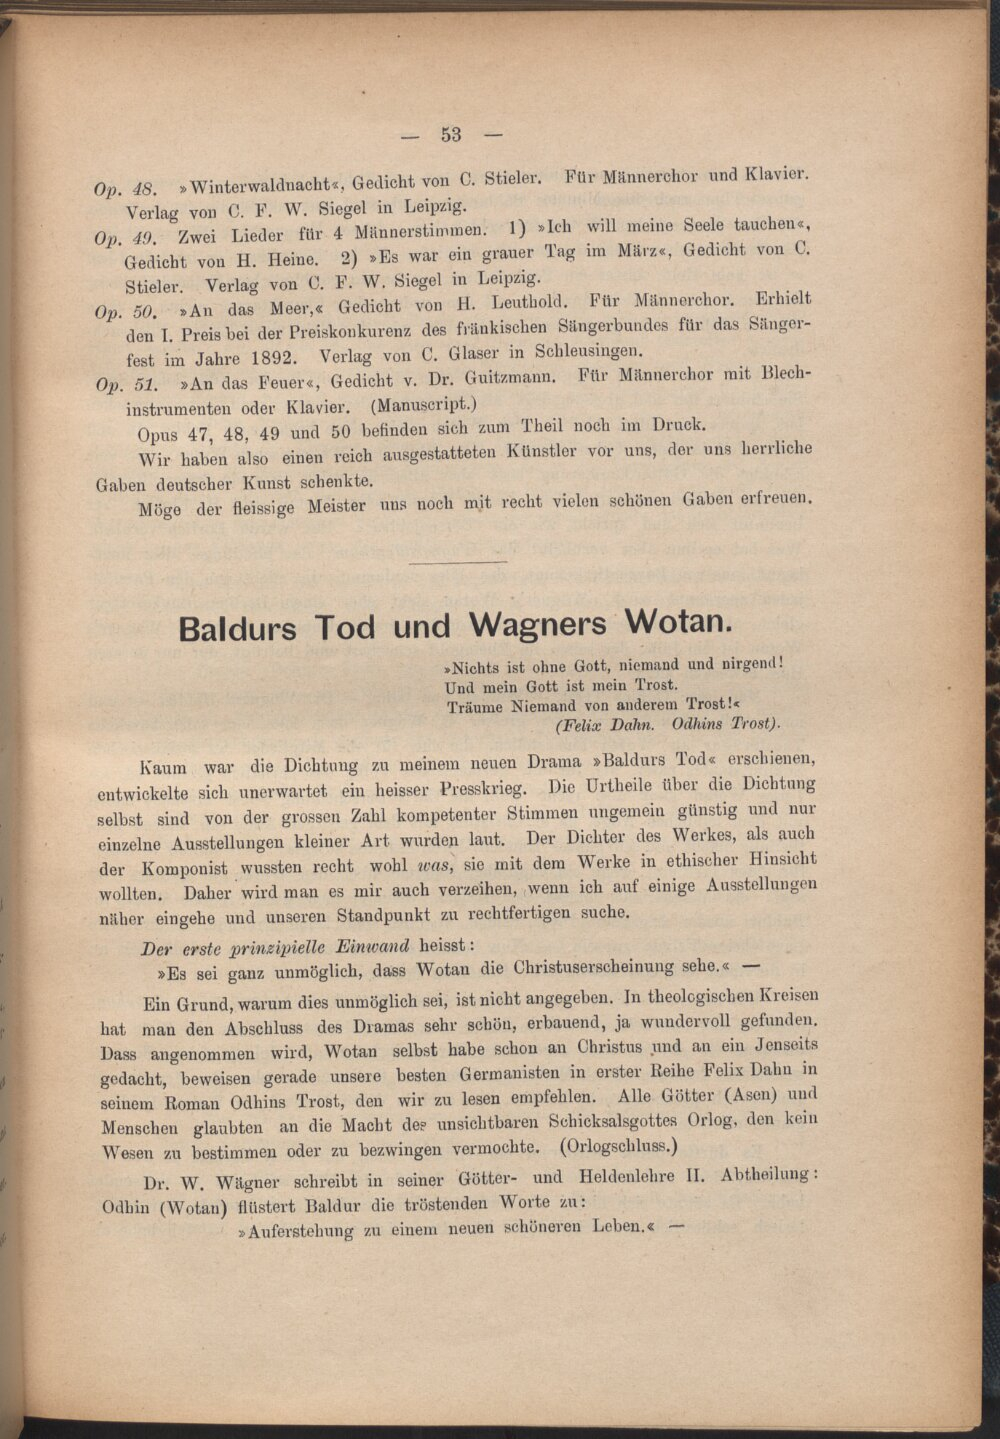 — 53 —
Op. 48. »Winterwaldnacht«, Gedicht von C. Stieler. Für Männerchor und Klavier.
Verlag von C. F. W. Siegel in Leipzig.
Op. 49. Zwei Lieder für 4 Männerstimmen. 1) »Ich will meine Seele tauchen«,
Gedicht von H. Heine. 2) »Es war ein grauer Tag im März«, Gedicht von C.
Stieler. Verlag von C. F. W. Siegel in Leipzig.
Op. 50. »An das Meer,« Gedicht von H. Leuthold. Für Männerchor. Erhielt
den I. Preis bei der Preiskonkurenz des fränkischen Sängerbundes für das Sänger-
fest im Jahre 1892. Verlag von C. Glaser in Schleusingen.
Op. 51. »An das Feuer«, Gedicht v. Dr. Guitzmann. Für Männerchor mit Blech-
instrumenten oder Klavier. (Manuscript.)
Opus 47, 48, 49 und 50 befinden sich zum Theil noch im Druck.
Wir haben also einen reich ausgestatteten Künstler vor uns, der uns herrliche
Gaben deutscher Kunst schenkte.
Möge der fleissige Meister uns noch mit recht vielen schönen Gaben erfreuen.
Baldurs Tod und Wagners Wotan.
»Nichts ist ohne Gott, niemand und nirgend!
Und mein Gott ist mein Trost.
Träume Niemand von anderem Trost!«
(Felix Dahn. Odhins Trost).
Kaum war die Dichtung zu meinem neuen Drama »Baldurs Tod« erschienen,
entwickelte sich unerwartet ein heisser Presskrieg. Die Urtheile über die Dichtung
selbst sind von der grossen Zahl kompetenter Stimmen ungemein günstig und nur
einzelne Ausstellungen kleiner Art wurden laut. Der Dichter des Werkes, als auch
der Komponist wussten recht wohl was, sie mit dem Werke in ethischer Hinsicht
wollten. Daher wird man es mir auch verzeihen, wenn ich auf einige Ausstellungen
näher eingehe und unseren Standpunkt zu rechtfertigen suche.
Der erste prinzipielle Einwand heisst:
»Es sei ganz unmöglich, dass Wotan die Christuserscheinung sehe.« —
Ein Grund, warum dies unmöglich sei, ist nicht angegeben. In theologischen Kreisen
hat man den Abschluss des Dramas sehr schön, erbauend, ja wundervoll gefunden.
Dass angenommen wird, Wotan selbst habe schon an Christus und an ein Jenseits
gedacht, beweisen gerade unsere besten Germanisten in erster Reihe Felix Dahn in
seinem Roman Odhins Trost, den wir zu lesen empfehlen. Alle Götter (Asen) und
Menschen glaubten an die Macht des unsichtbaren Schicksalsgottes Orlog, den kein
Wesen zu bestimmen oder zu bezwingen vermochte. (Orlogschluss.)
Dr. W. Wägner schreibt in seiner Götter- und Heldenlehre II. Abtheilung:
Odhin (Wotan) flüstert Baldur die tröstenden Worte zu:
»Auferstehung zu einem neuen schöneren Leben.« —